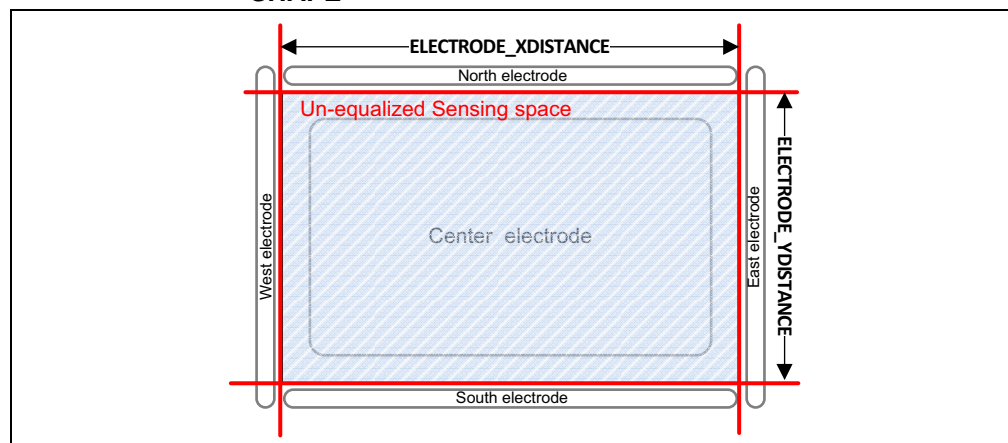 ELECTRODE_XDISTANCE
North electrode
Un-equalized Sensing space
West electrode
Center electrode
East electrode
ELECTRODE_YDISTANCE
South electrode